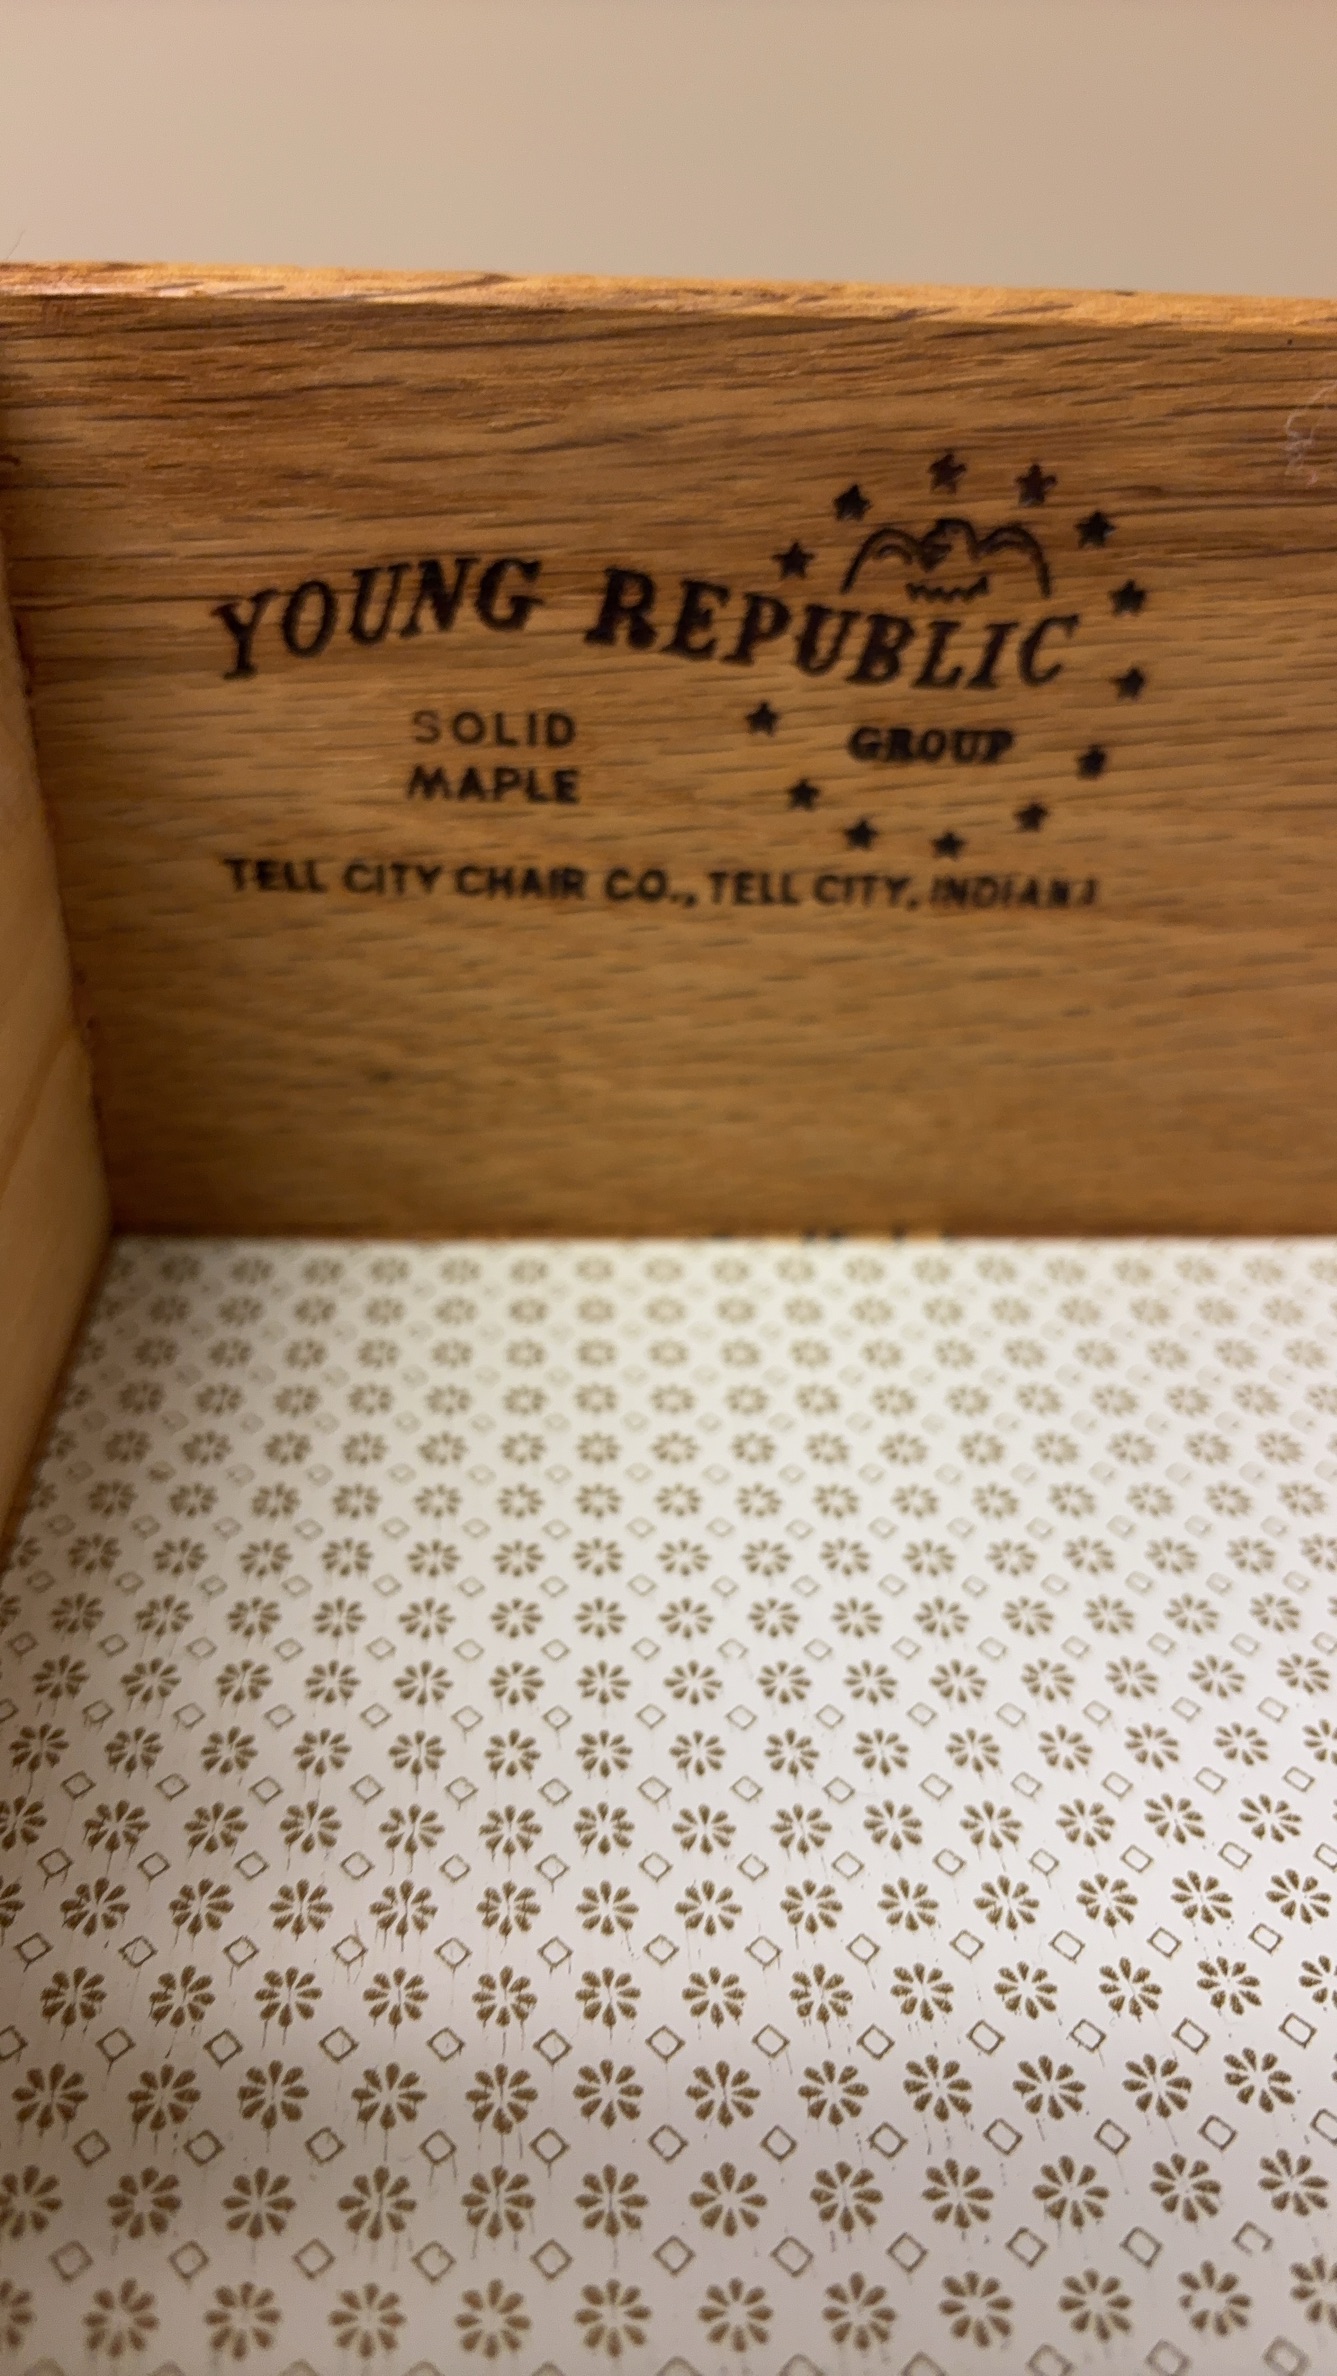 YOUNG REPUBLIC
SOLID
MAPLE
GROUP
TELL CITY CHAIR CO., TELL CITY, INDIANA